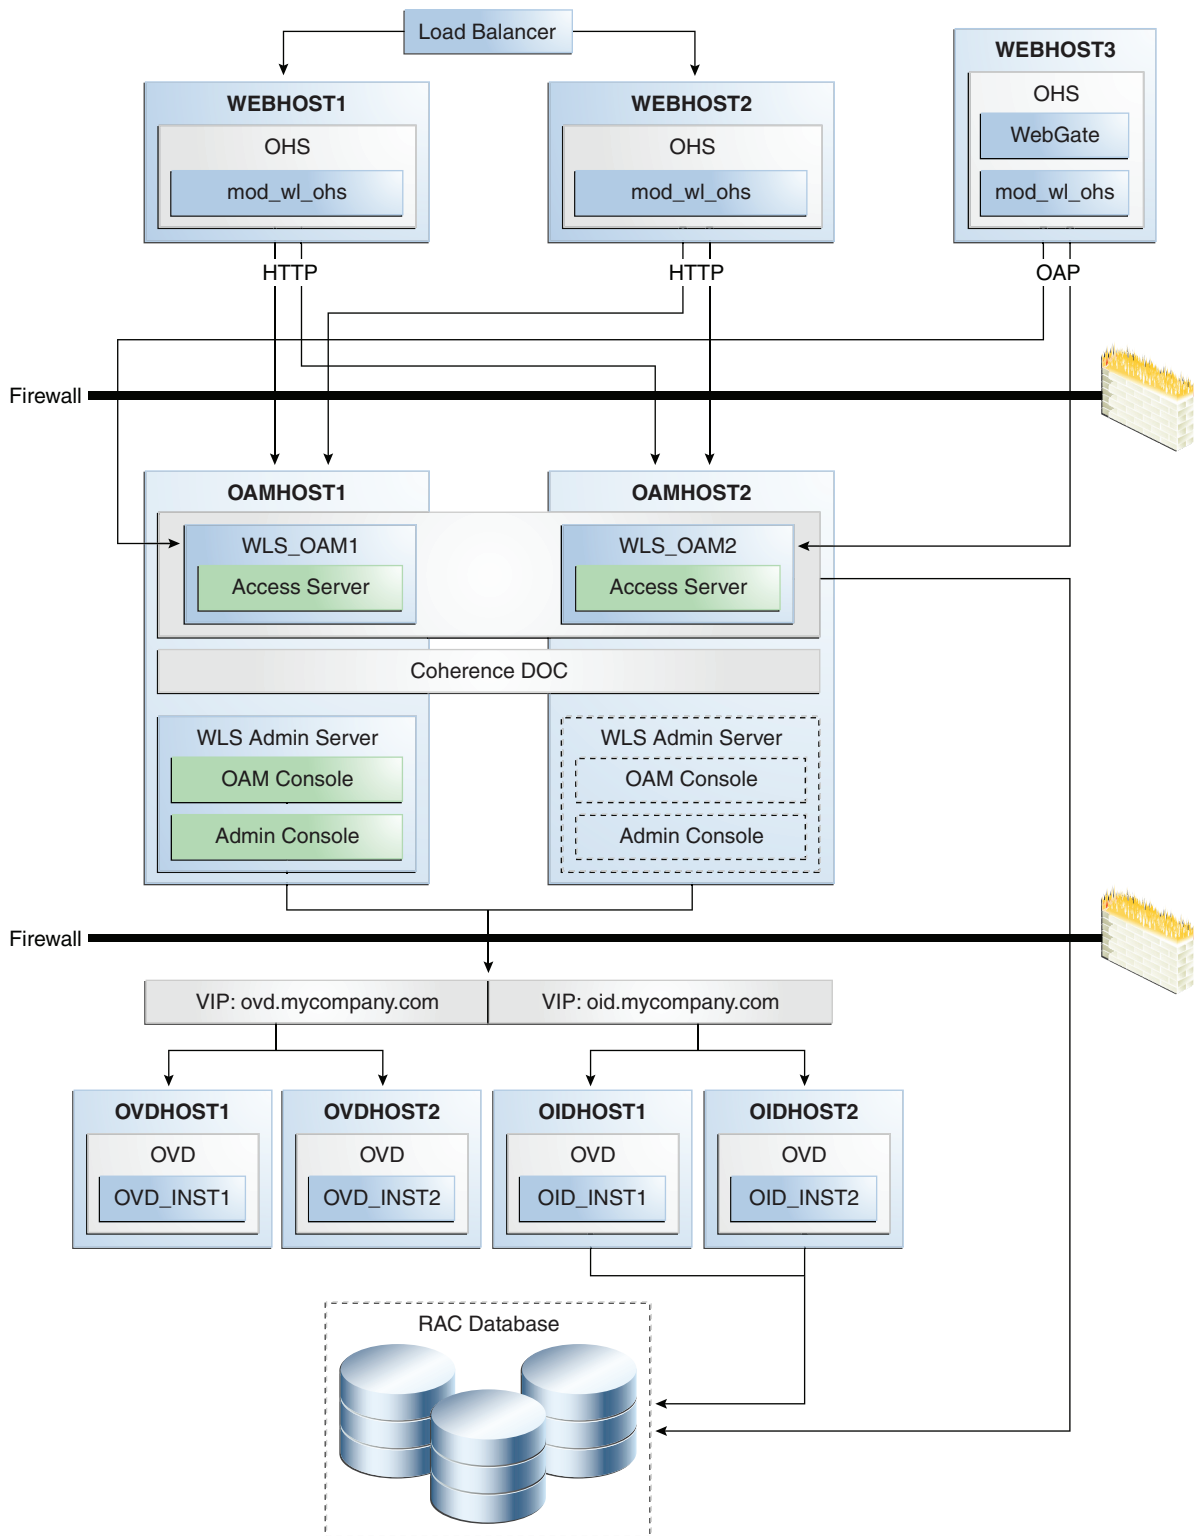 Load Balancer
WEBHOST1
OHS
mod_wl_ohs
WEBHOST2
OHS
mod_wl_ohs
WEBHOST3
OHS
WebGate
mod_wl_ohs
HTTP
HTTP
OAP
Firewall
OAMHOST1
OAMHOST2
WLS_OAM1
Access Server
WLS_OAM2
Access Server
Coherence DOC
WLS Admin Server
OAM Console
Admin Console
WLS Admin Server
OAM Console
Admin Console
Firewall
VIP: ovd.mycompany.com
VIP: oid.mycompany.com
OVDHOST1
OVD
OVD_INST1
OVDHOST2
OVD
OVD_INST2
OIDHOST1
OVD
OID_INST1
OIDHOST2
OVD
OID_INST2
RAC Database